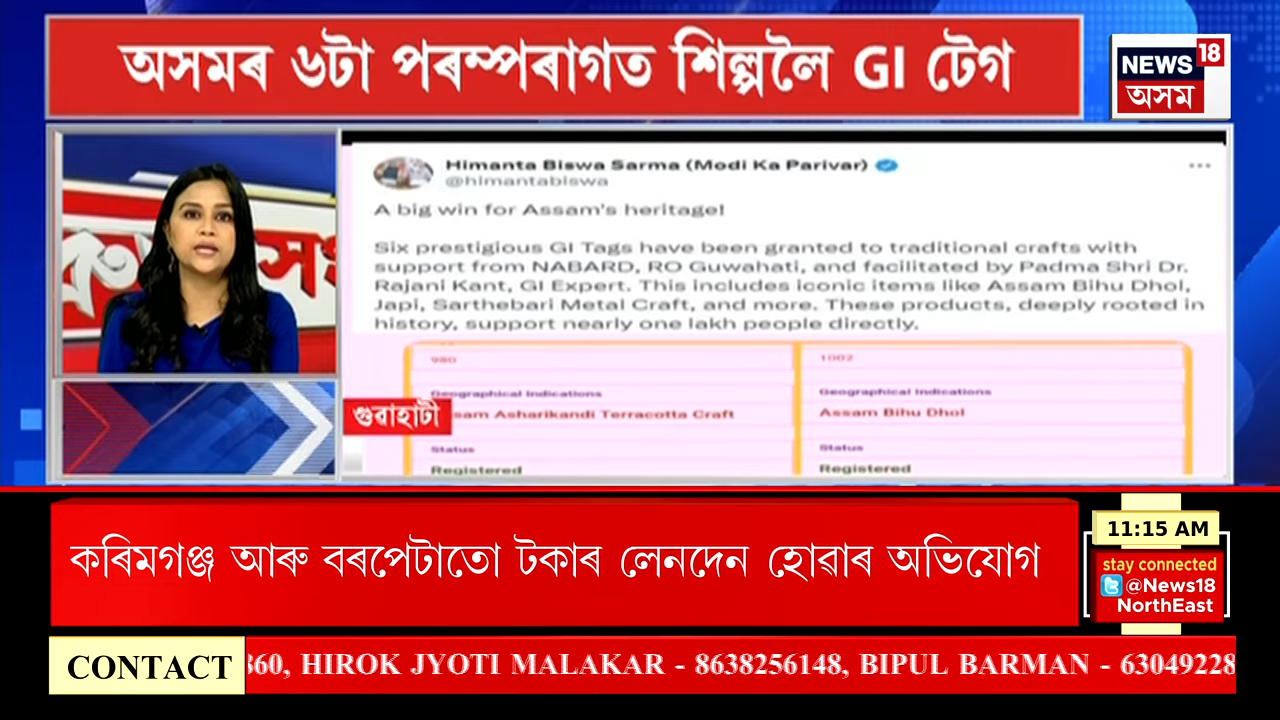 অসমৰ ৬টা পৰম্পৰাগত শিল্পলৈ GI টেগ
NEWS 18
অসম
Himanta Biswa Sarma (Modi Ka Parivar)
@himantabiswa
A big win for Assam's heritage!
Six prestigious GI Tags have been granted to traditional crafts with
support from NABARD, RO Guwahati, and facilitated by Padma Shri Dr.
Rajani Kant, GI Expert. This includes iconic items like Assam Bihu Dhol,
Japi, Sarthebari Metal Craft, and more. These products, deeply rooted in
history, support nearly one lakh people directly.
980
Geographical Indications
Asharikandi Terracotta Craft
Status
Registered
1002
Geographical Indications
Assam Bihu Dhol
Status
Registered
গুৱাহাটী
কৰিমগঞ্জ আৰু বৰপেটাতো টকাৰ লেনদেন হোৱাৰ অভিযোগ
11:15 AM
stay connected
@News18
NorthEast
CONTACT 360, HIROK JYOTI MALAKAR - 8638256148, BIPUL BARMAN - 63049228